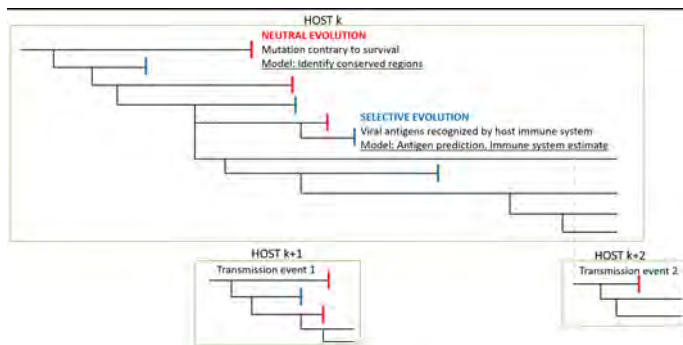 HOST k
NEUTRAL EVOLUTION
Mutation contrary to survival
Model: Identify conserved regions
SELECTIVE EVOLUTION
Viral antigens recognized by host immune system
Model: Antigen prediction, Immune system estimate
HOST k+1
Transmission event 1
HOST k+2
Transmission event 2